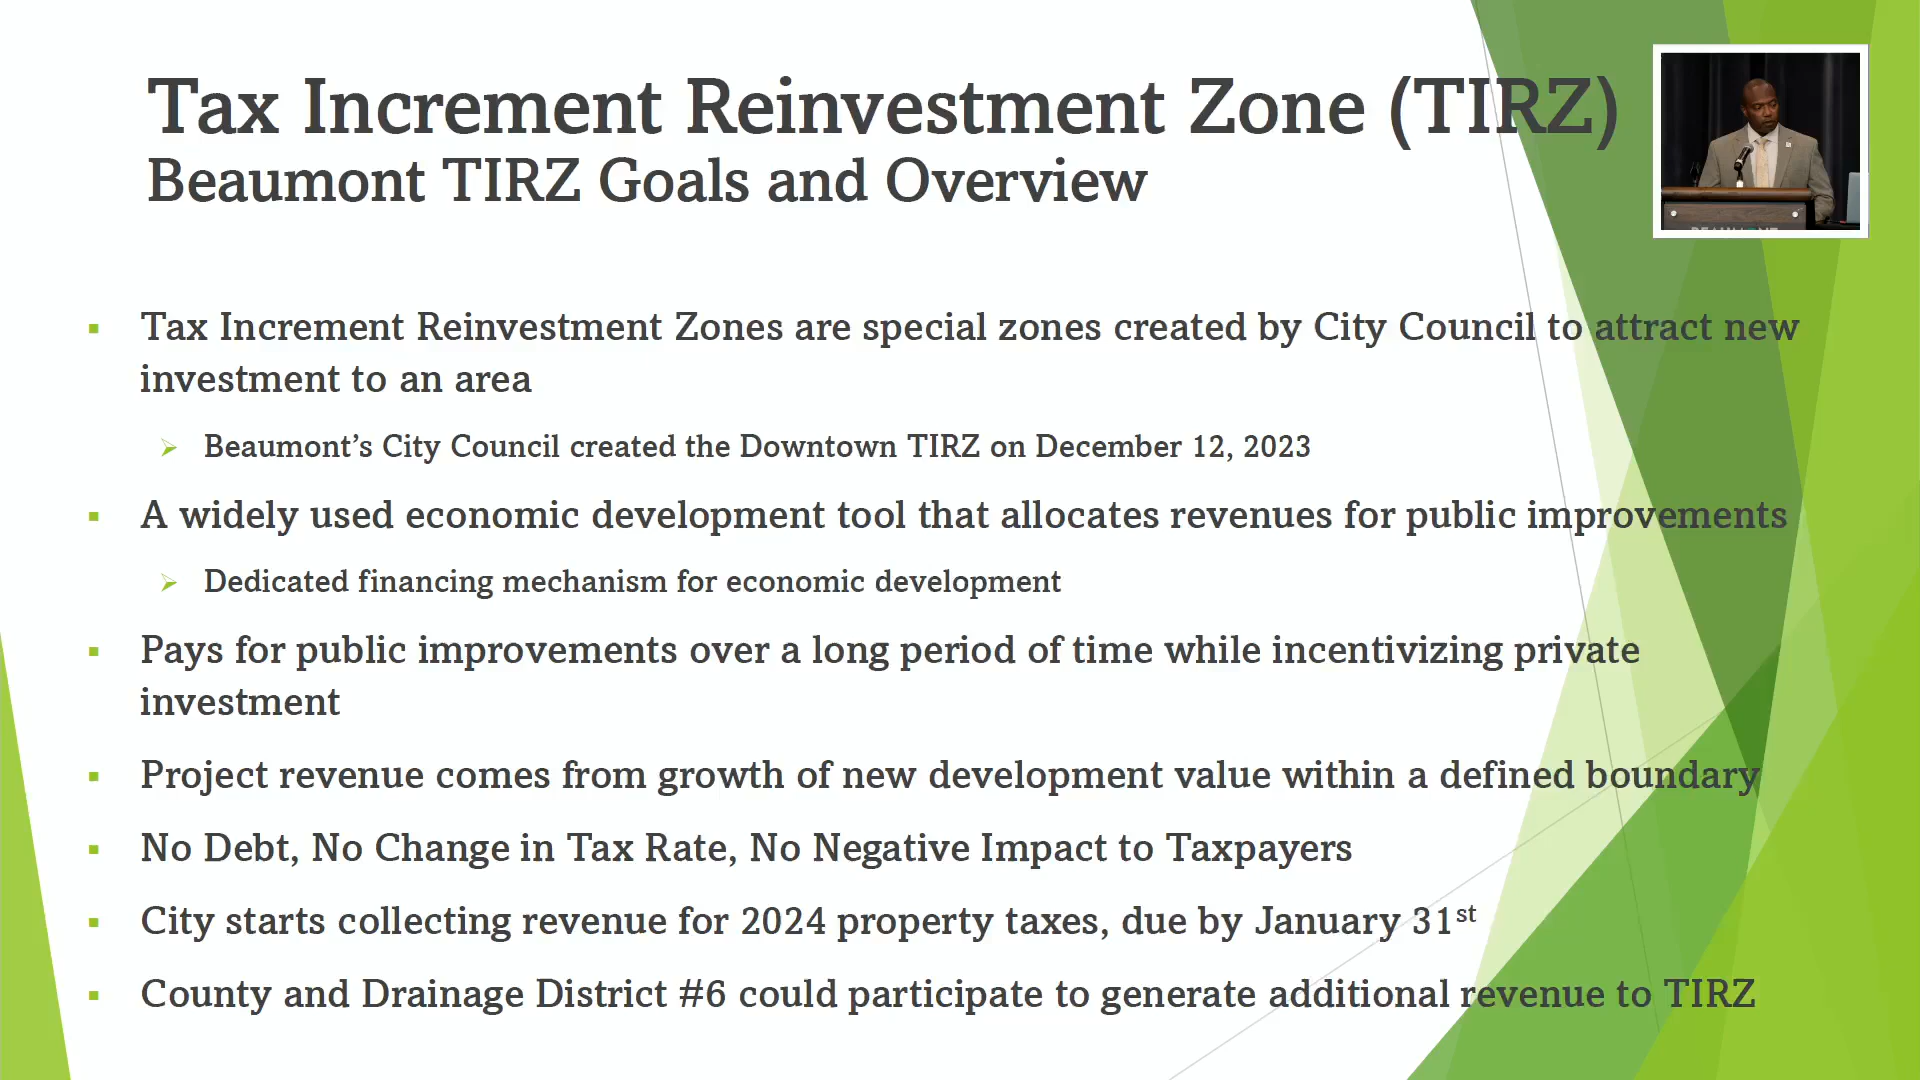 Tax Increment Reinvestment Zone (TIRZ)
Beaumont TIRZ Goals and Overview
Tax Increment Reinvestment Zones are special zones created by City Council to attract new
investment to an area
Beaumont’s City Council created the Downtown TIRZ on December 12, 2023
A widely used economic development tool that allocates revenues for public improvements
Dedicated financing mechanism for economic development
Pays for public improvements over a long period of time while incentivizing private
investment
Project revenue comes from growth of new development value within a defined boundary
No Debt, No Change in Tax Rate, No Negative Impact to Taxpayers
City starts collecting revenue for 2024 property taxes, due by January 31st
County and Drainage District #6 could participate to generate additional revenue to TIRZ